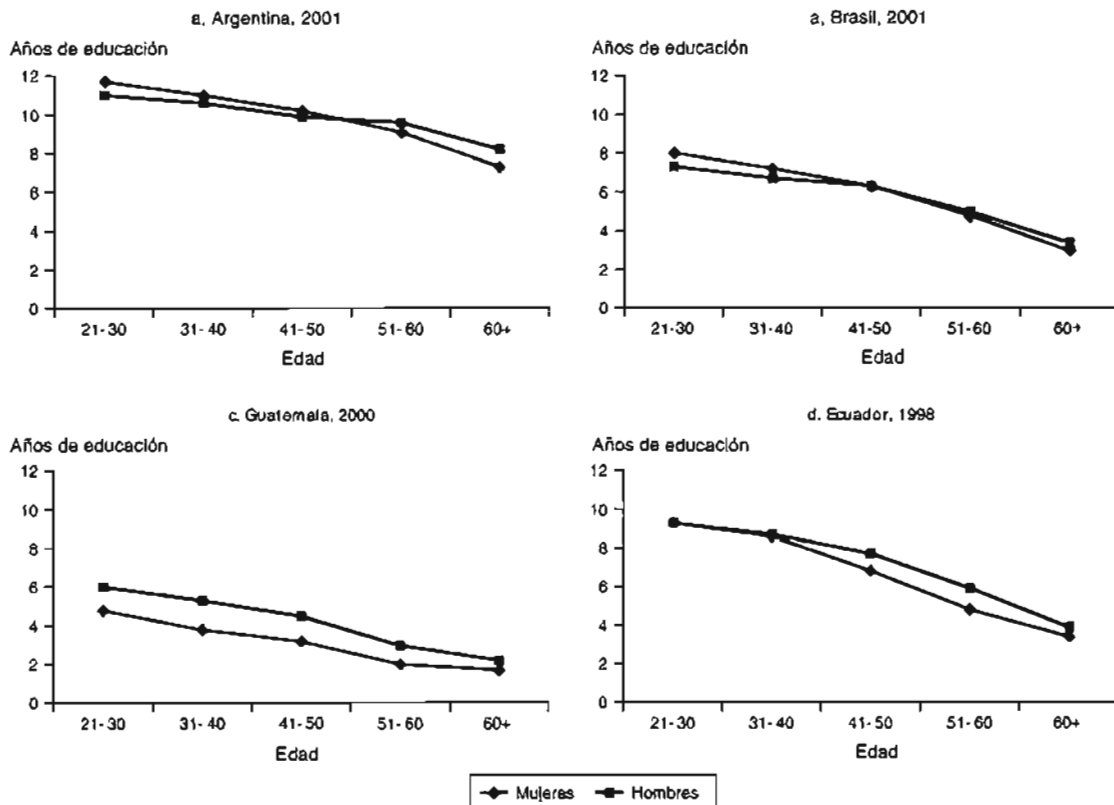 a. Argentina, 2001
Años de educación
12
10
8
6
4
2
0
21-30 31-40 41-50 51-60 60+
Edad
a, Brasil, 2001
Años de educación
12
10
8
6
4
2
0
21-30 31-40 41-50 51-60 60+
Edad
c. Guatemala, 2000
Años de educación
12
10
8
6
4
2
0
21-30 31-40 41-50 51-60 60+
Edad
d. Ecuador, 1998
Años de educación
12
10
8
6
4
2
0
21-30 31-40 41-50 51-60 60+
Edad
Mujeres Hombres